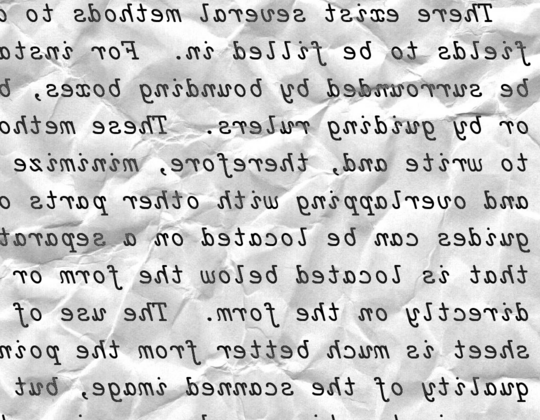 There exist several methods to
fields to be filled in. For insta
be surrounded by bounding boxes, b
or by guiding rulers. These metho
to write and, therefore, minimize
and overlapping with other parts o
guides can be located on a separat
that is located below the form or
directly on the form. The use of
sheet is much better from the poin
quality of the scanned image, but